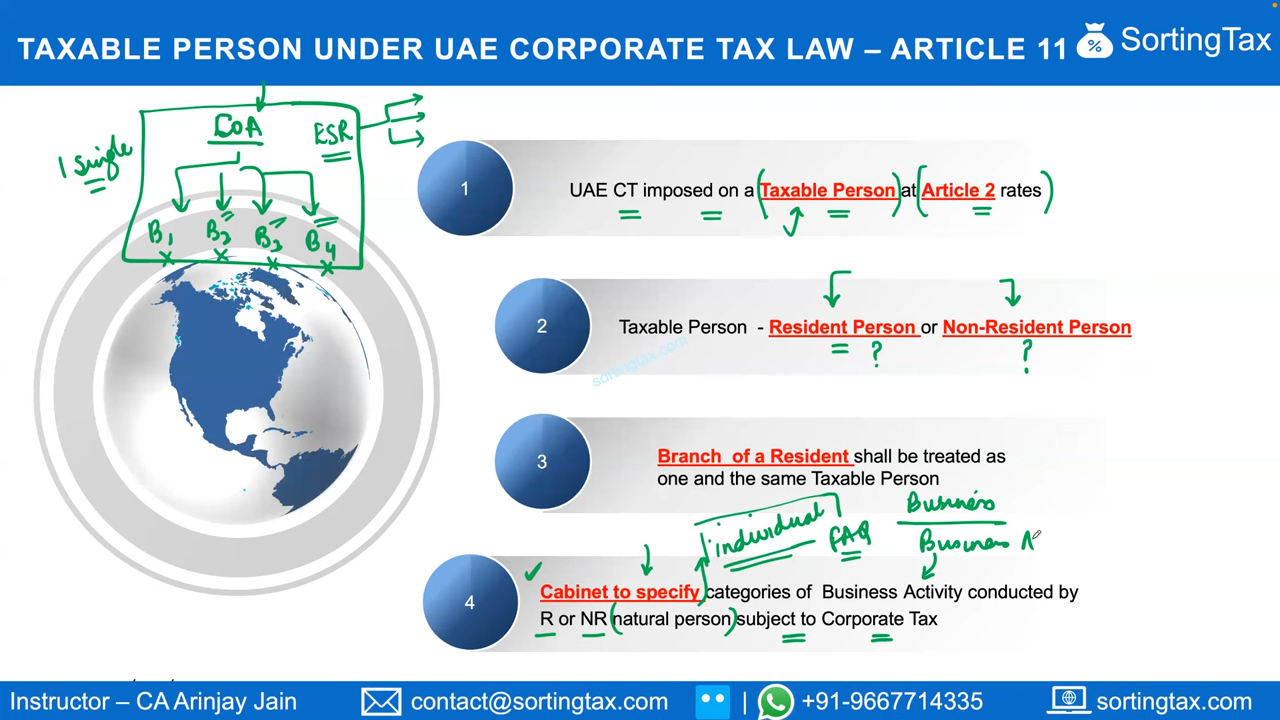 TAXABLE PERSON UNDER UAE CORPORATE TAX LAW – ARTICLE 11
% SortingTax
1 Single
CoA
ESR
B1 B2 B3 B4
1
UAE CT imposed on a (Taxable Person) at (Article 2 rates)
2
Taxable Person - Resident Person or Non-Resident Person
? ?
sortingtax.com
3
Branch of a Resident shall be treated as
one and the same Taxable Person
individual FAQ
Business
Business
4
Cabinet to specify categories of Business Activity conducted by
R or NR (natural person) subject to Corporate Tax
Instructor – CA Arinjay Jain
contact@sortingtax.com
|
+91-9667714335
sortingtax.com